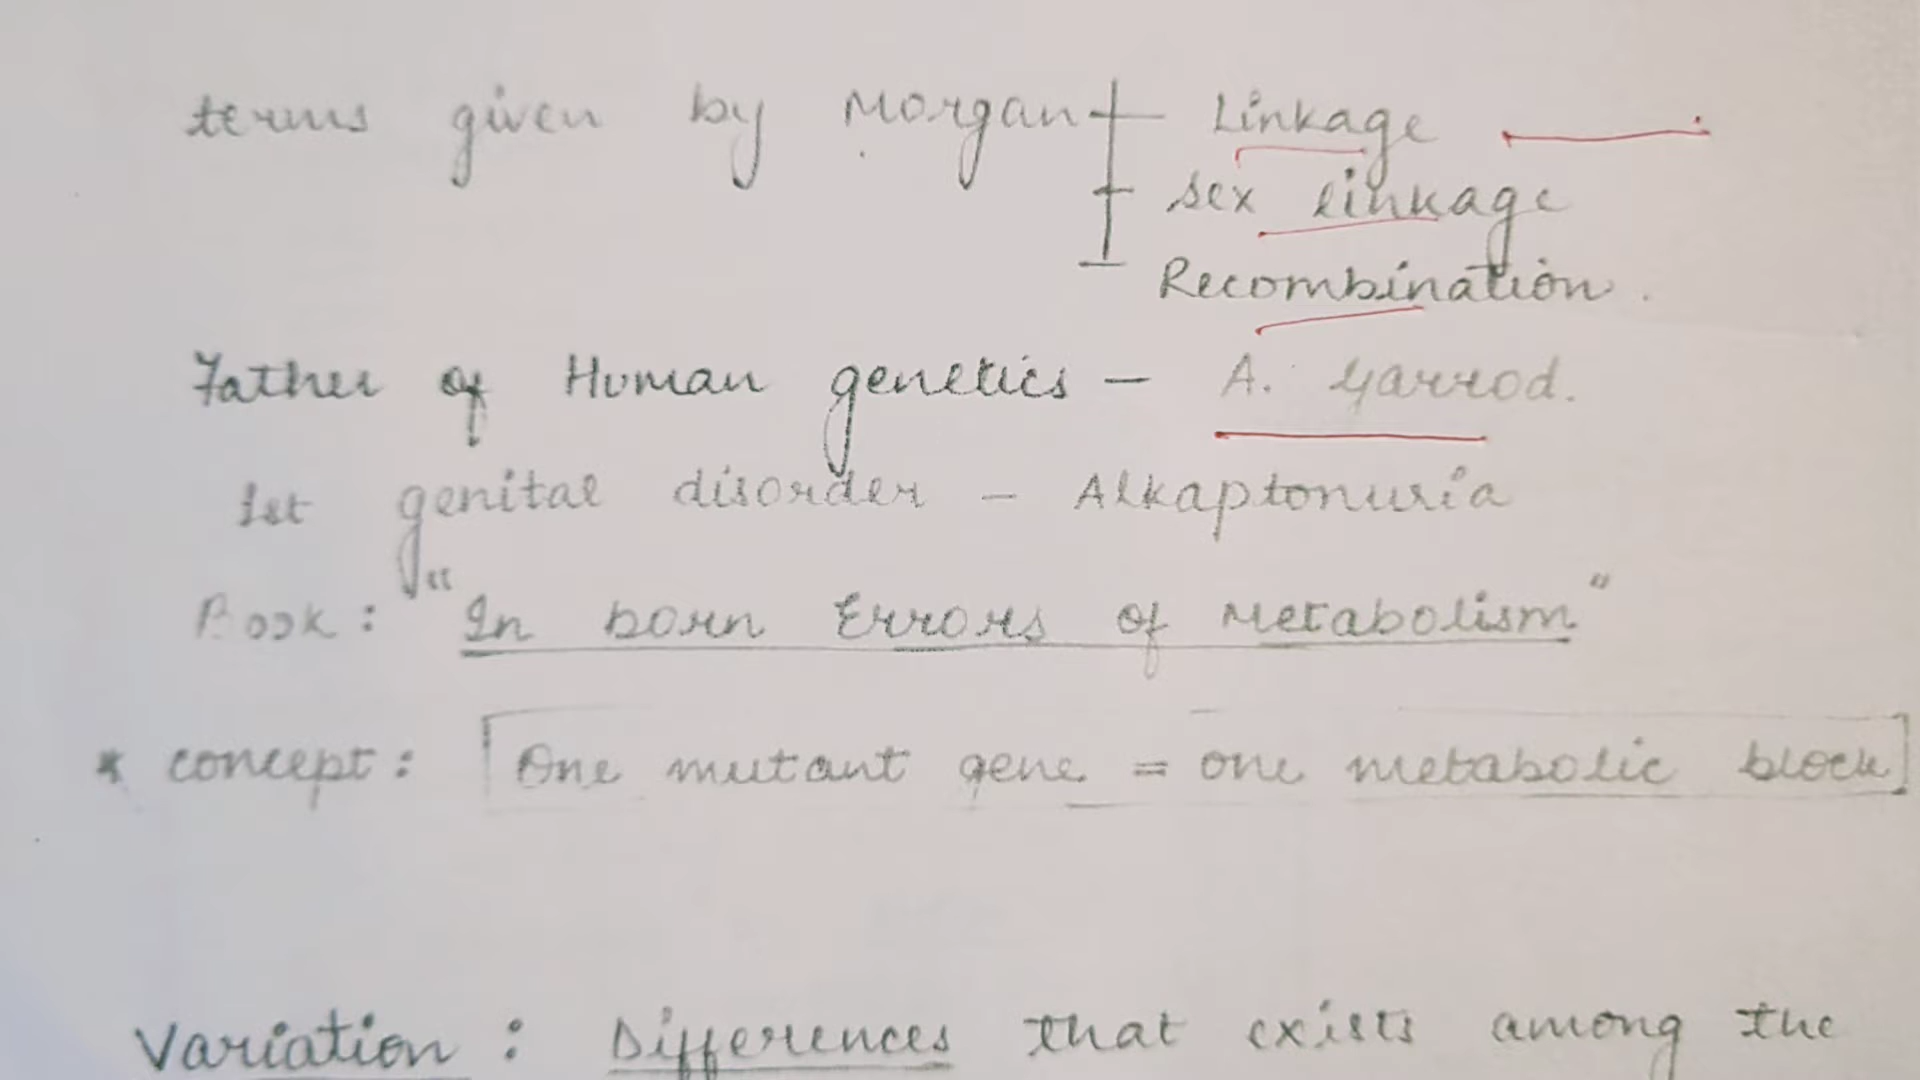 terms given by Morgan Linkage
Sex linkage
Recombination.
Father of Human genetics - A. Garrod.
1st genital disorder - Alkaptonuria
Book: "In born Errors of Metabolism"
* concept: [One mutant gene = one metabolic block]
Variation : Differences that exists among the